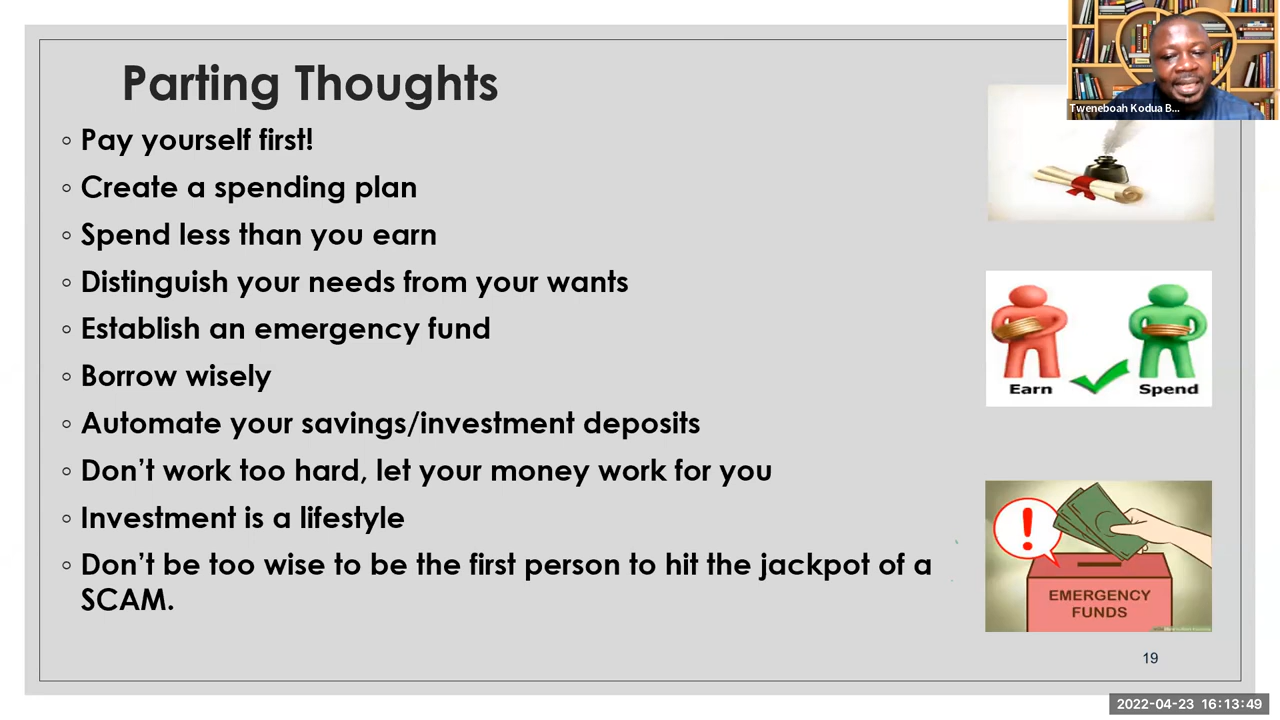 Parting Thoughts
◦ Pay yourself first!
◦ Create a spending plan
◦ Spend less than you earn
◦ Distinguish your needs from your wants
◦ Establish an emergency fund
◦ Borrow wisely
◦ Automate your savings/investment deposits
◦ Don’t work too hard, let your money work for you
◦ Investment is a lifestyle
◦ Don’t be too wise to be the first person to hit the jackpot of a
SCAM.
Tweneboah Kodua B...
Earn
Spend
!
EMERGENCY
FUNDS
19
2022-04-23 16:13:49